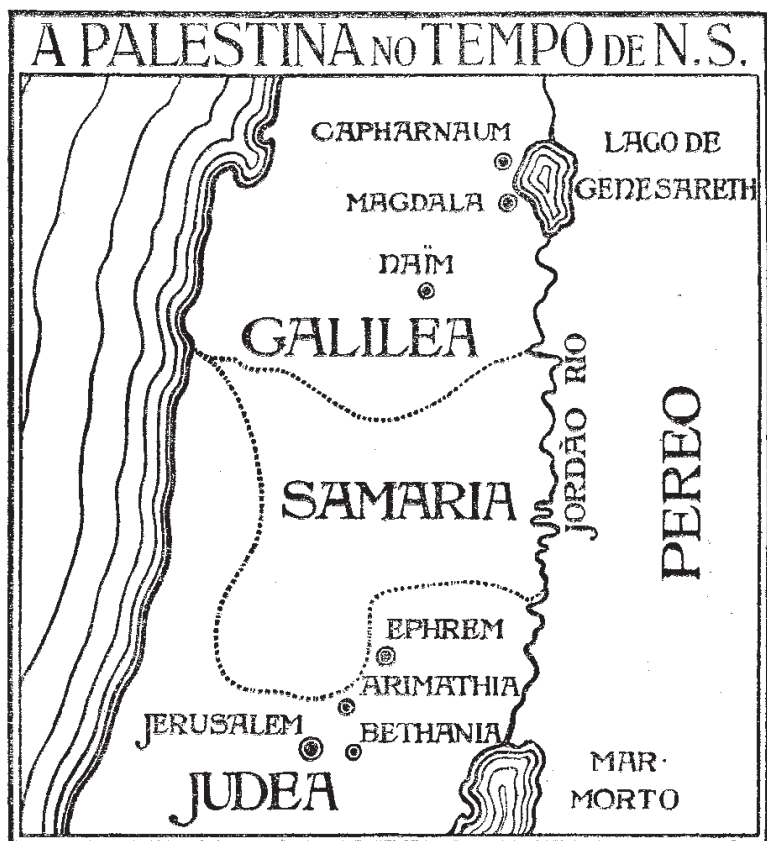 A PALESTINA NO TEMPO DE N.S.
CAPHARNAUM
LAGO DE
GENESARETH
MAGDALA
NAÏM
GALILEA
JORDÃO RIO
PEREO
SAMARIA
EPHREM
ARIMATHIA
JERUSALEM
BETHANIA
JUDEA
MAR-
MORTO